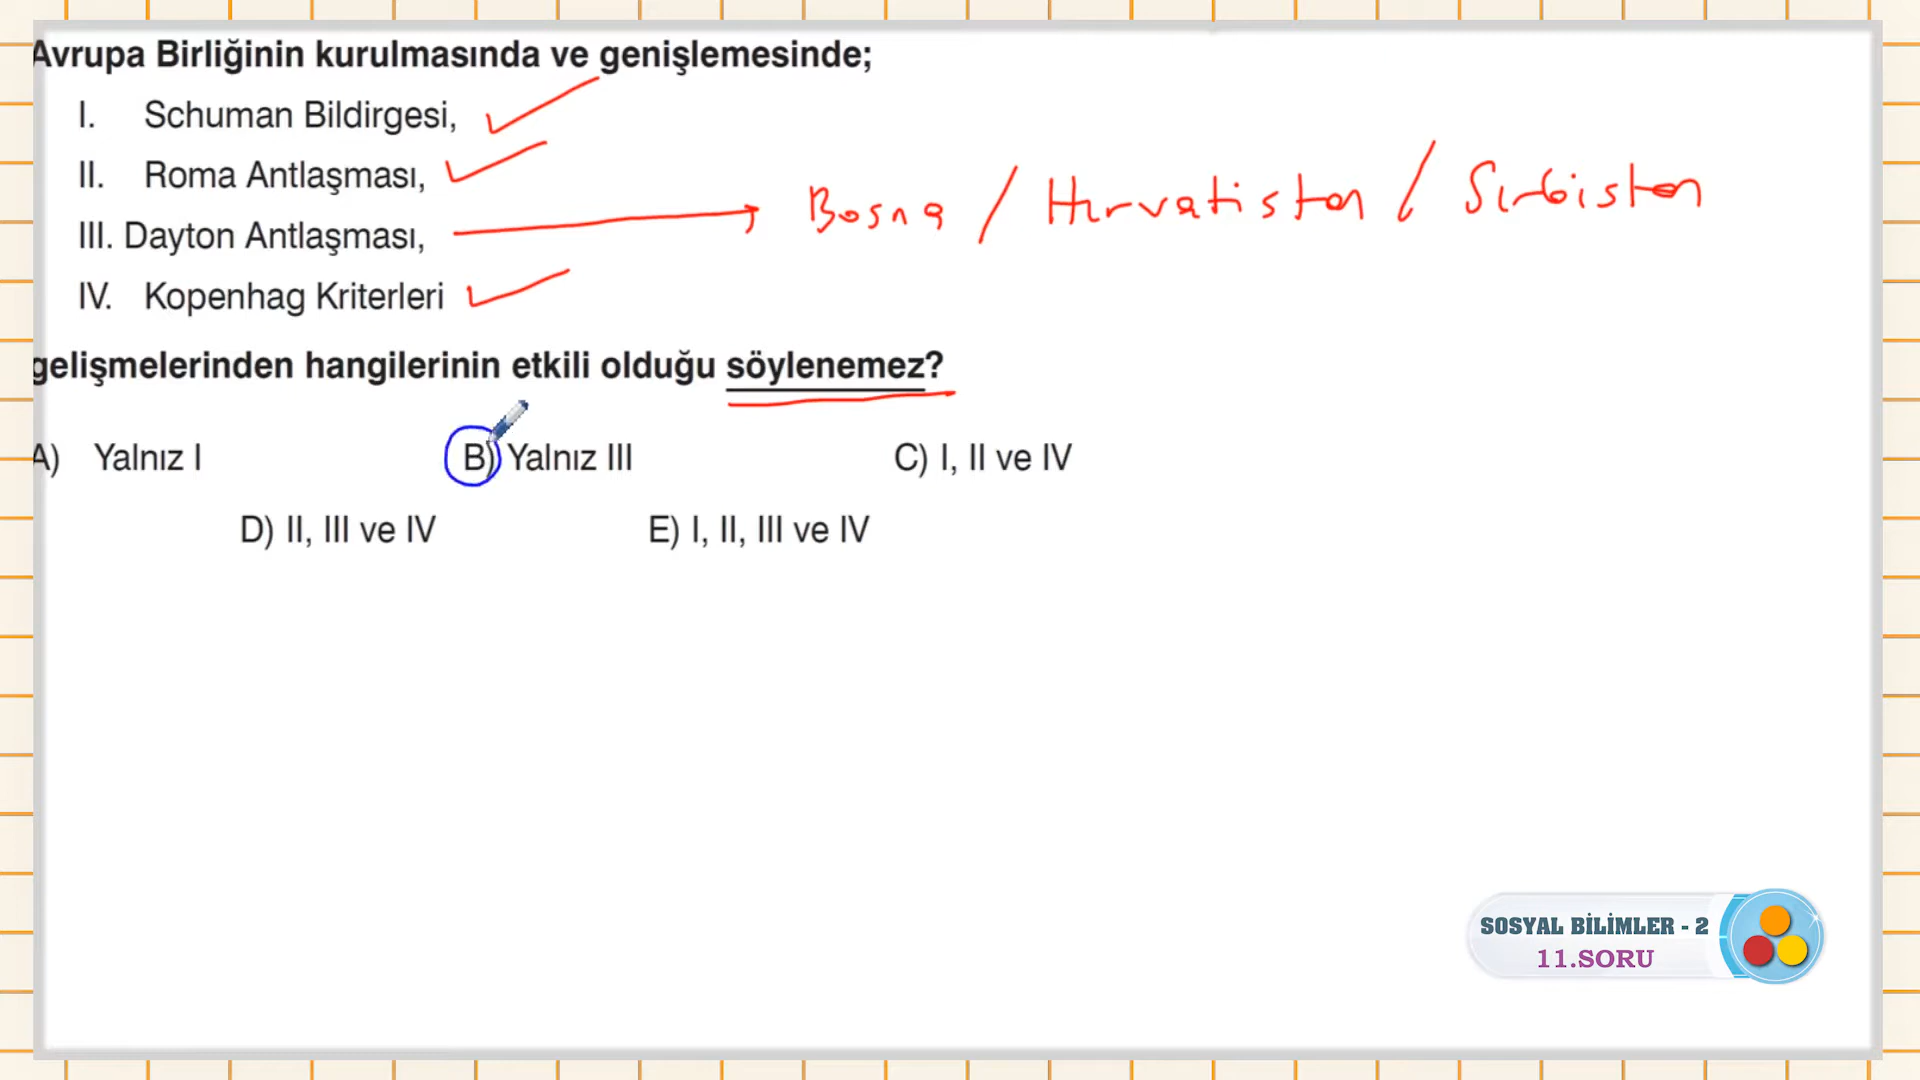 Avrupa Birliğinin kurulmasında ve genişlemesinde;
I. Schuman Bildirgesi,
II. Roma Antlaşması,
III. Dayton Antlaşması, Bosna / Hırvatistan / Sırbistan
IV. Kopenhag Kriterleri
gelişmelerinden hangilerinin etkili olduğu söylenemez?
A) Yalnız I B) Yalnız III C) I, II ve IV
D) II, III ve IV E) I, II, III ve IV
SOSYAL BİLİMLER - 2
11.SORU